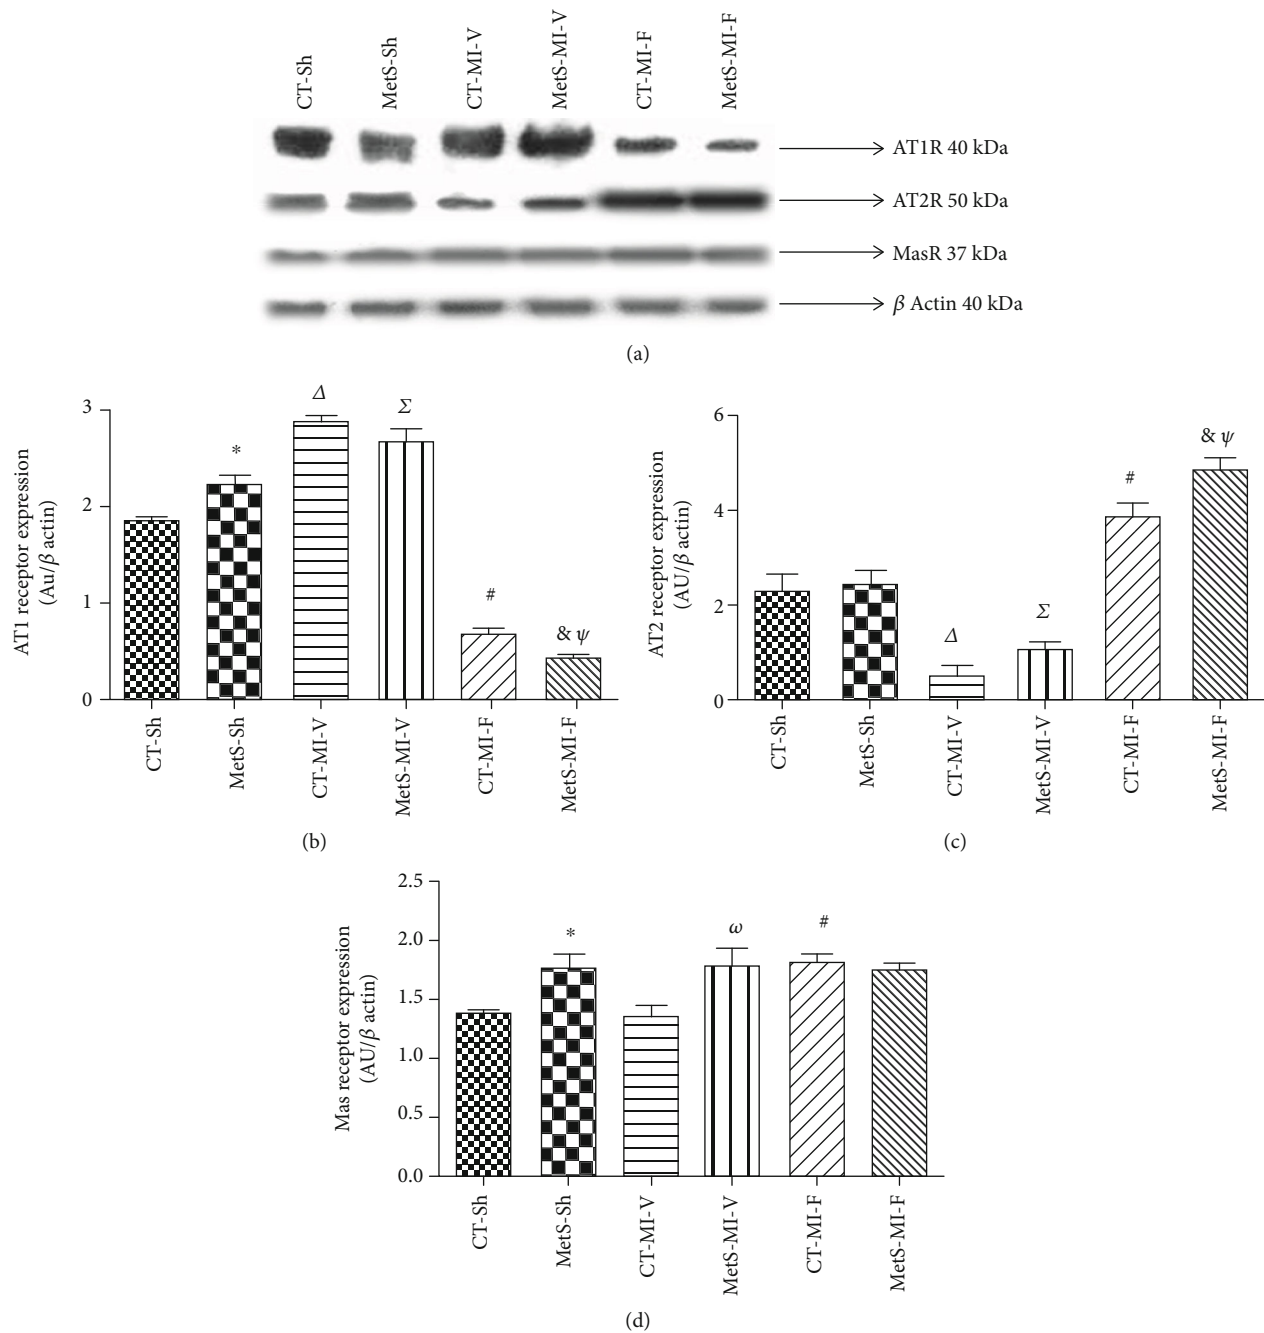 CT-Sh
MetS-Sh
CT-MI-V
MetS-MI-V
CT-MI-F
MetS-MI-F
AT1R 40 kDa
AT2R 50 kDa
MasR 37 kDa
β Actin 40 kDa
(a)
AT1 receptor expression
(Au/β actin)
3
2
1
0
*
Δ
Σ
#
& ψ
CT-Sh
MetS-Sh
CT-MI-V
MetS-MI-V
CT-MI-F
MetS-MI-F
(b)
AT2 receptor expression
(AU/β actin)
6
4
2
0
Δ
Σ
#
& ψ
CT-Sh
MetS-Sh
CT-MI-V
MetS-MI-V
CT-MI-F
MetS-MI-F
(c)
Mas receptor expression
(AU/β actin)
2.5
2.0
1.5
1.0
0.5
0.0
*
ω
#
CT-Sh
MetS-Sh
CT-MI-V
MetS-MI-V
CT-MI-F
MetS-MI-F
(d)